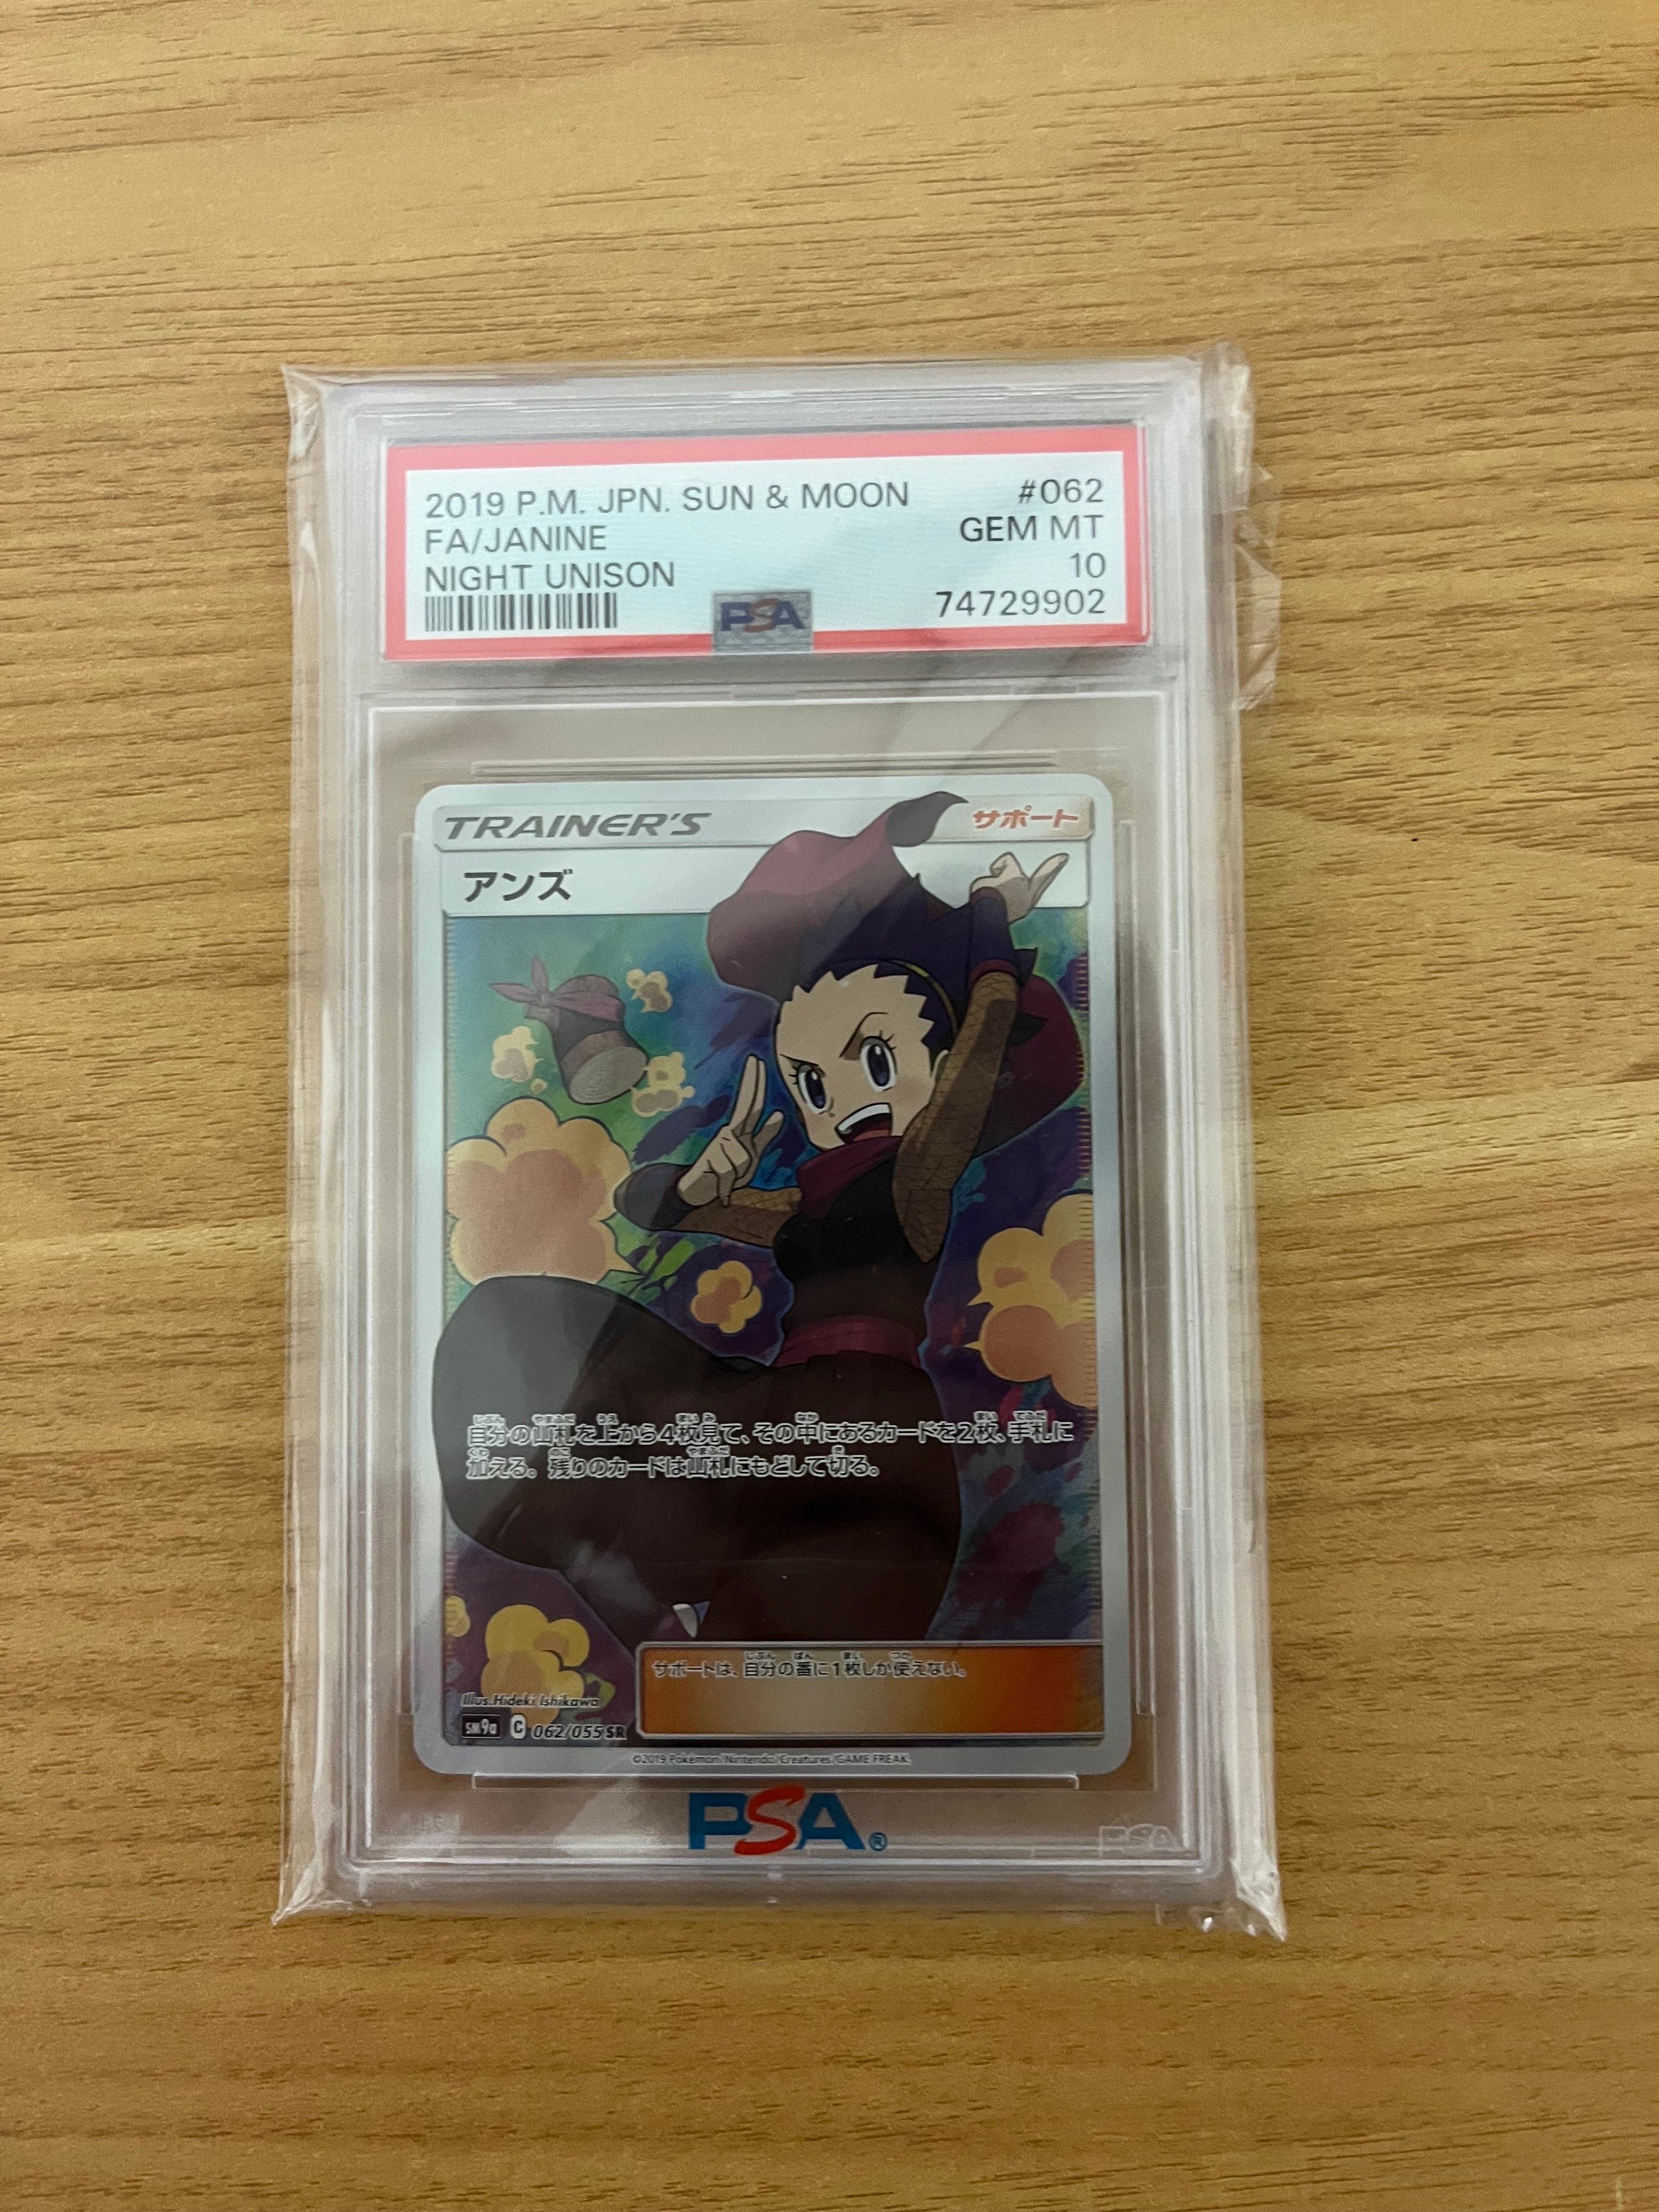 2019 P.M. JPN. SUN & MOON #062
FA/JANINE GEM MT
NIGHT UNISON 10
74729902
PSA
TRAINER'S サポート
アンズ
自分の山札を上から4枚見て、その中にあるカードを2枚、手札に
加える。残りのカードは山札にもどして切る。
サポートは、自分の番に1枚しか使えない。
Illus.Hideki Ishikawa
SM9a C 062/055 SR
©2019 Pokémon/Nintendo/Creatures/GAME FREAK.
PSA®
PSA